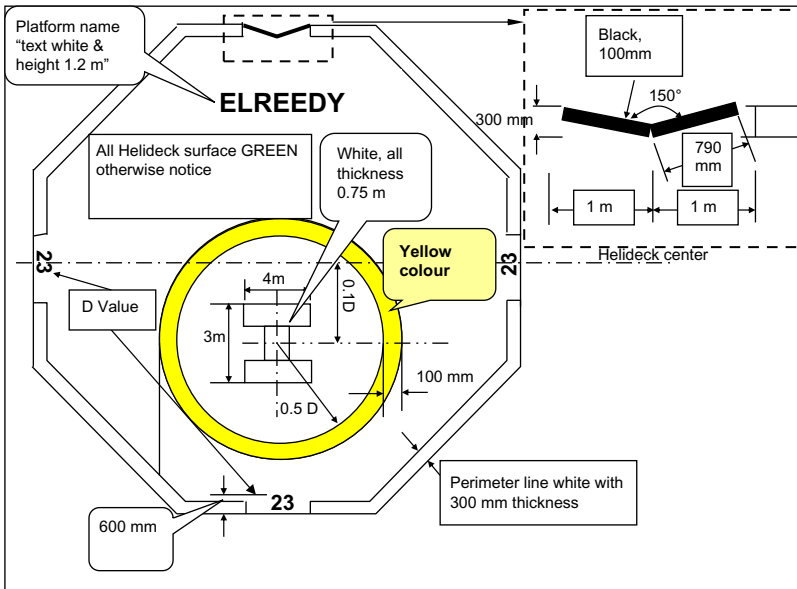 Platform name
“text white &
height 1.2 m”
ELREEDY
Black,
100mm
150°
300 mm
790
mm
1 m
1 m
Helideck center
All Helideck surface GREEN
otherwise notice
White, all
thickness
0.75 m
Yellow
colour
23
23
D Value
4m
0.1D
3m
100 mm
0.5 D
Perimeter line white with
300 mm thickness
23
600 mm